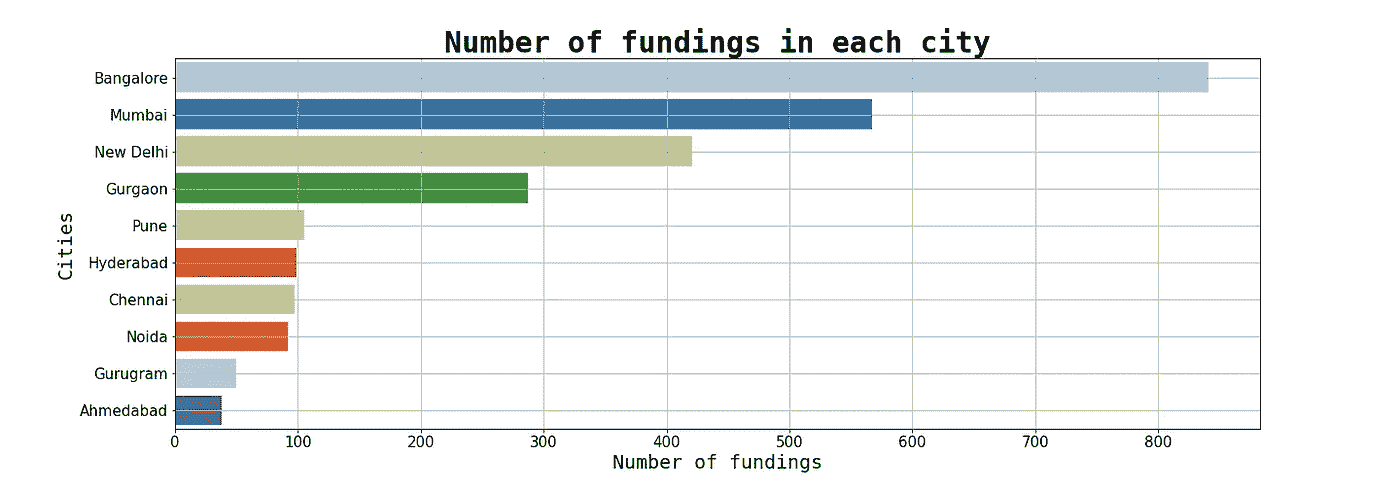 Number of fundings in each city
Bangalore
Mumbai
New Delhi
Gurgaon
Pune
Hyderabad
Chennai
Noida
Gurugram
Ahmedabad
Cities
0 100 200 300 400 500 600 700 800
Number of fundings